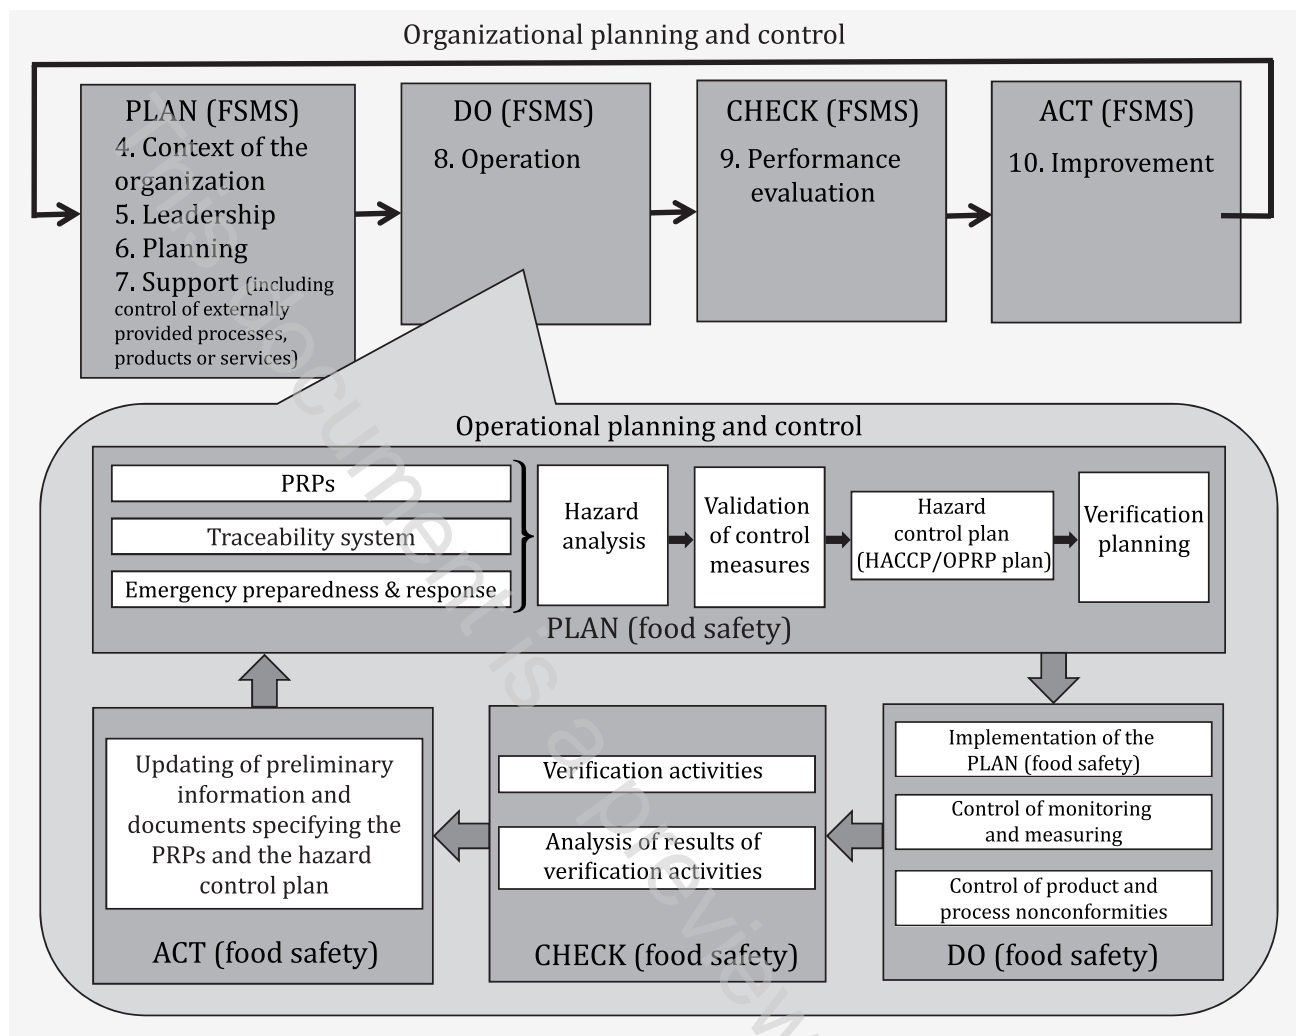 Organizational planning and control
PLAN (FSMS)
4. Context of the
organization
5. Leadership
6. Planning
7. Support (including
control of externally
provided processes,
products or services)
DO (FSMS)
8. Operation
CHECK (FSMS)
9. Performance
evaluation
ACT (FSMS)
10. Improvement
Operational planning and control
PRPs
Traceability system
Emergency preparedness & response
Hazard
analysis
Validation
of control
measures
Hazard
control plan
(HACCP/OPRP plan)
Verification
planning
PLAN (food safety)
Implementation of the
PLAN (food safety)
Control of monitoring
and measuring
Control of product and
process nonconformities
DO (food safety)
Verification activities
Analysis of results of
verification activities
CHECK (food safety)
Updating of preliminary
information and
documents specifying the
PRPs and the hazard
control plan
ACT (food safety)
This document is a preview